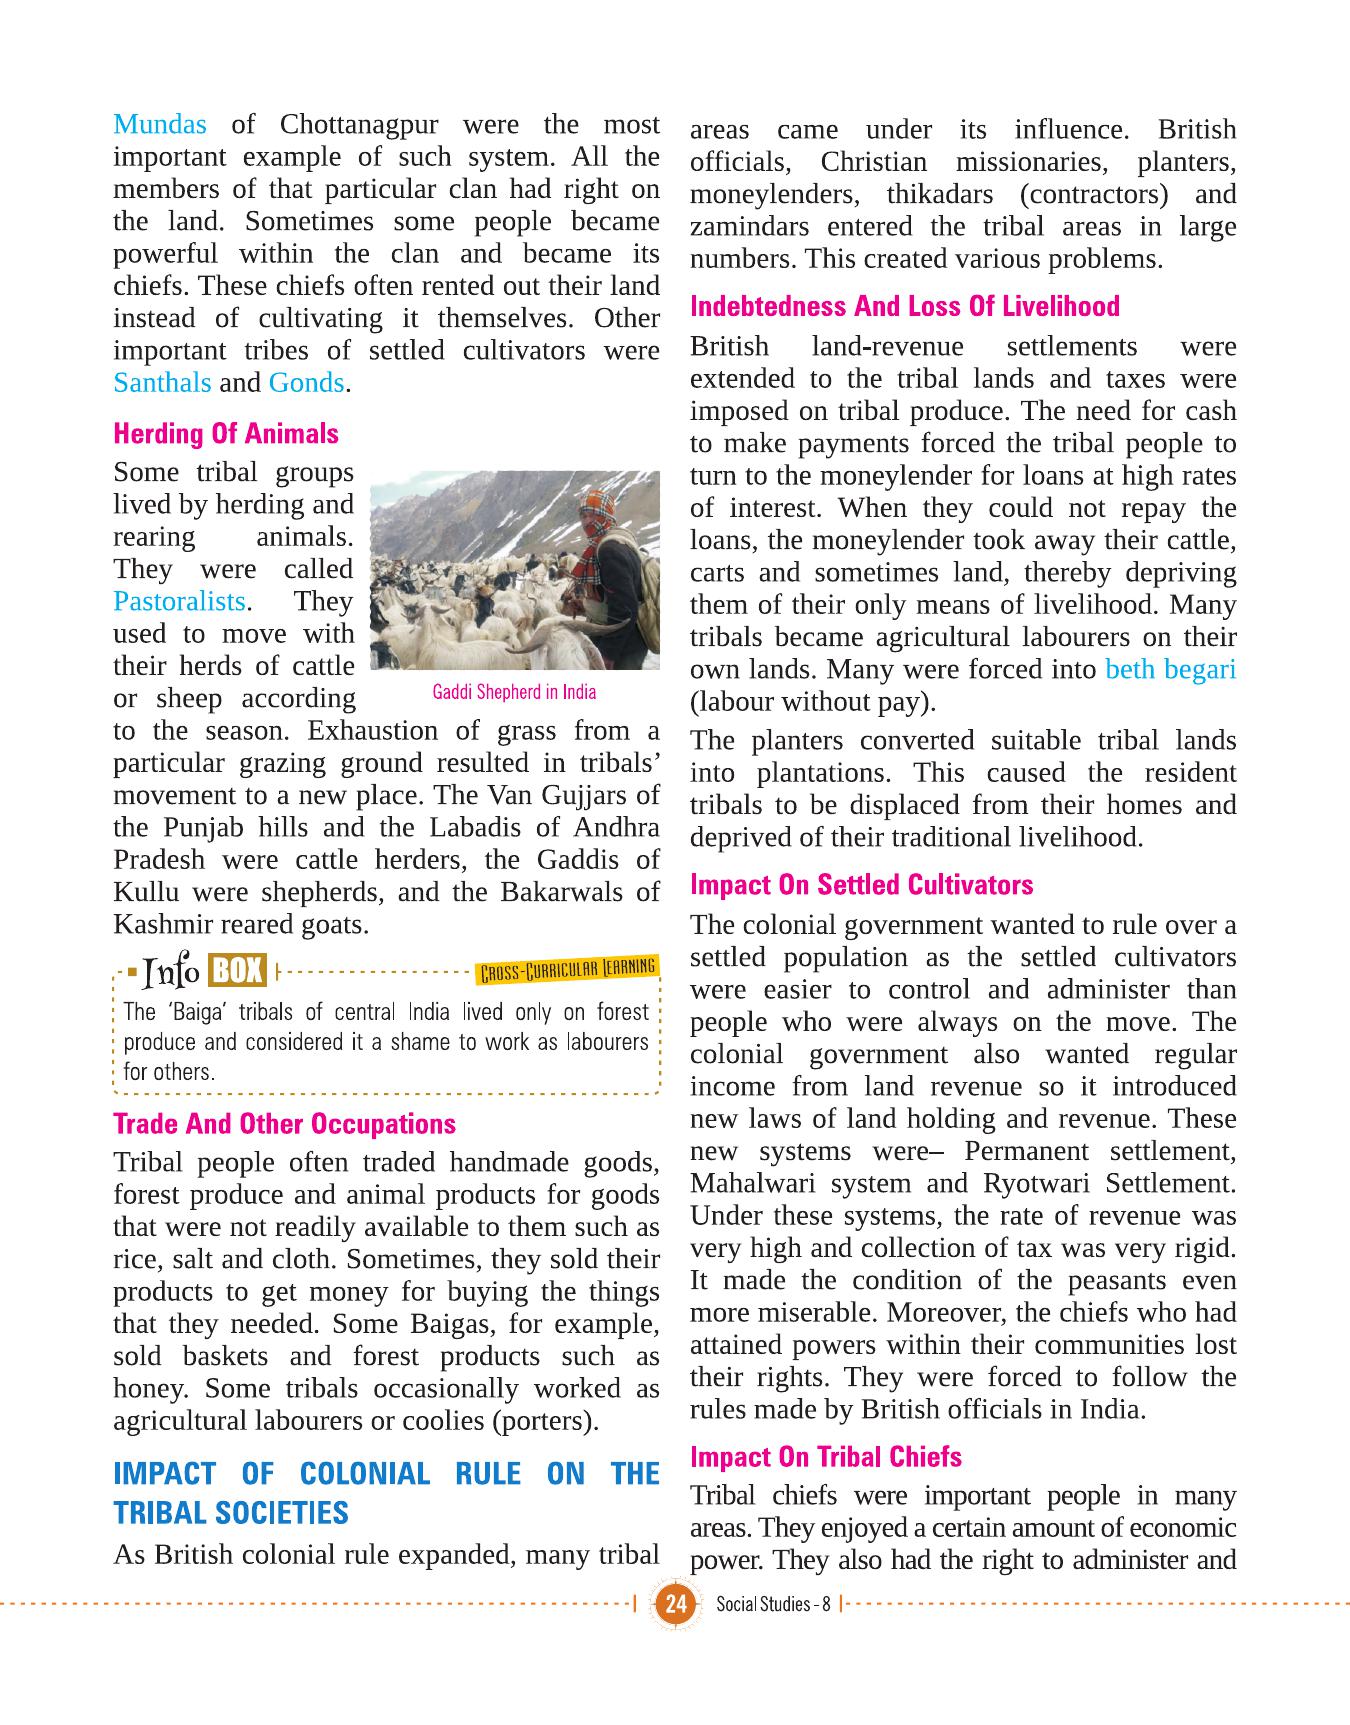 Mundas of Chottanagpur were the most
important example of such system. All the
members of that particular clan had right on
the land. Sometimes some people became
powerful within the clan and became its
chiefs. These chiefs often rented out their land
instead of cultivating it themselves. Other
important tribes of settled cultivators were
Santhals and Gonds.
Herding Of Animals
Some tribal groups
lived by herding and
rearing animals.
They were called
Pastoralists. They
used to move with
their herds of cattle
or sheep according
Gaddi Shepherd in India
to the season. Exhaustion of grass from a
particular grazing ground resulted in tribals’
movement to a new place. The Van Gujjars of
the Punjab hills and the Labadis of Andhra
Pradesh were cattle herders, the Gaddis of
Kullu were shepherds, and the Bakarwals of
Kashmir reared goats.
Info BOX
CROSS-CURRICULAR LEARNING
The ‘Baiga’ tribals of central India lived only on forest
produce and considered it a shame to work as labourers
for others.
Trade And Other Occupations
Tribal people often traded handmade goods,
forest produce and animal products for goods
that were not readily available to them such as
rice, salt and cloth. Sometimes, they sold their
products to get money for buying the things
that they needed. Some Baigas, for example,
sold baskets and forest products such as
honey. Some tribals occasionally worked as
agricultural labourers or coolies (porters).
IMPACT OF COLONIAL RULE ON THE
TRIBAL SOCIETIES
As British colonial rule expanded, many tribal
areas came under its influence. British
officials, Christian missionaries, planters,
moneylenders, thikadars (contractors) and
zamindars entered the tribal areas in large
numbers. This created various problems.
Indebtedness And Loss Of Livelihood
British land-revenue settlements were
extended to the tribal lands and taxes were
imposed on tribal produce. The need for cash
to make payments forced the tribal people to
turn to the moneylender for loans at high rates
of interest. When they could not repay the
loans, the moneylender took away their cattle,
carts and sometimes land, thereby depriving
them of their only means of livelihood. Many
tribals became agricultural labourers on their
own lands. Many were forced into beth begari
(labour without pay).
The planters converted suitable tribal lands
into plantations. This caused the resident
tribals to be displaced from their homes and
deprived of their traditional livelihood.
Impact On Settled Cultivators
The colonial government wanted to rule over a
settled population as the settled cultivators
were easier to control and administer than
people who were always on the move. The
colonial government also wanted regular
income from land revenue so it introduced
new laws of land holding and revenue. These
new systems were– Permanent settlement,
Mahalwari system and Ryotwari Settlement.
Under these systems, the rate of revenue was
very high and collection of tax was very rigid.
It made the condition of the peasants even
more miserable. Moreover, the chiefs who had
attained powers within their communities lost
their rights. They were forced to follow the
rules made by British officials in India.
Impact On Tribal Chiefs
Tribal chiefs were important people in many
areas. They enjoyed a certain amount of economic
power. They also had the right to administer and
24 Social Studies - 8